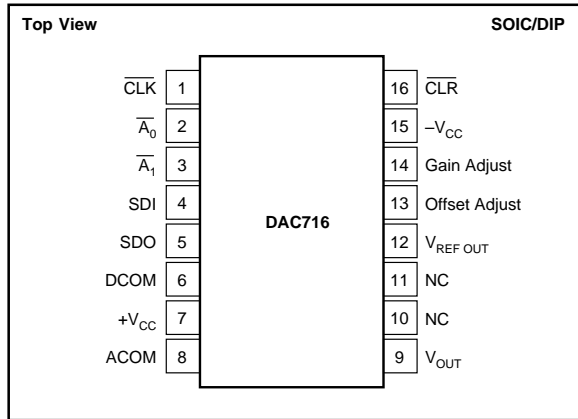 Top View SOIC/DIP
CLK 1 16 CLR
A0 2 15 –VCC
A1 3 14 Gain Adjust
SDI 4 13 Offset Adjust
DAC716
SDO 5 12 VREF OUT
DCOM 6 11 NC
+VCC 7 10 NC
ACOM 8 9 VOUT